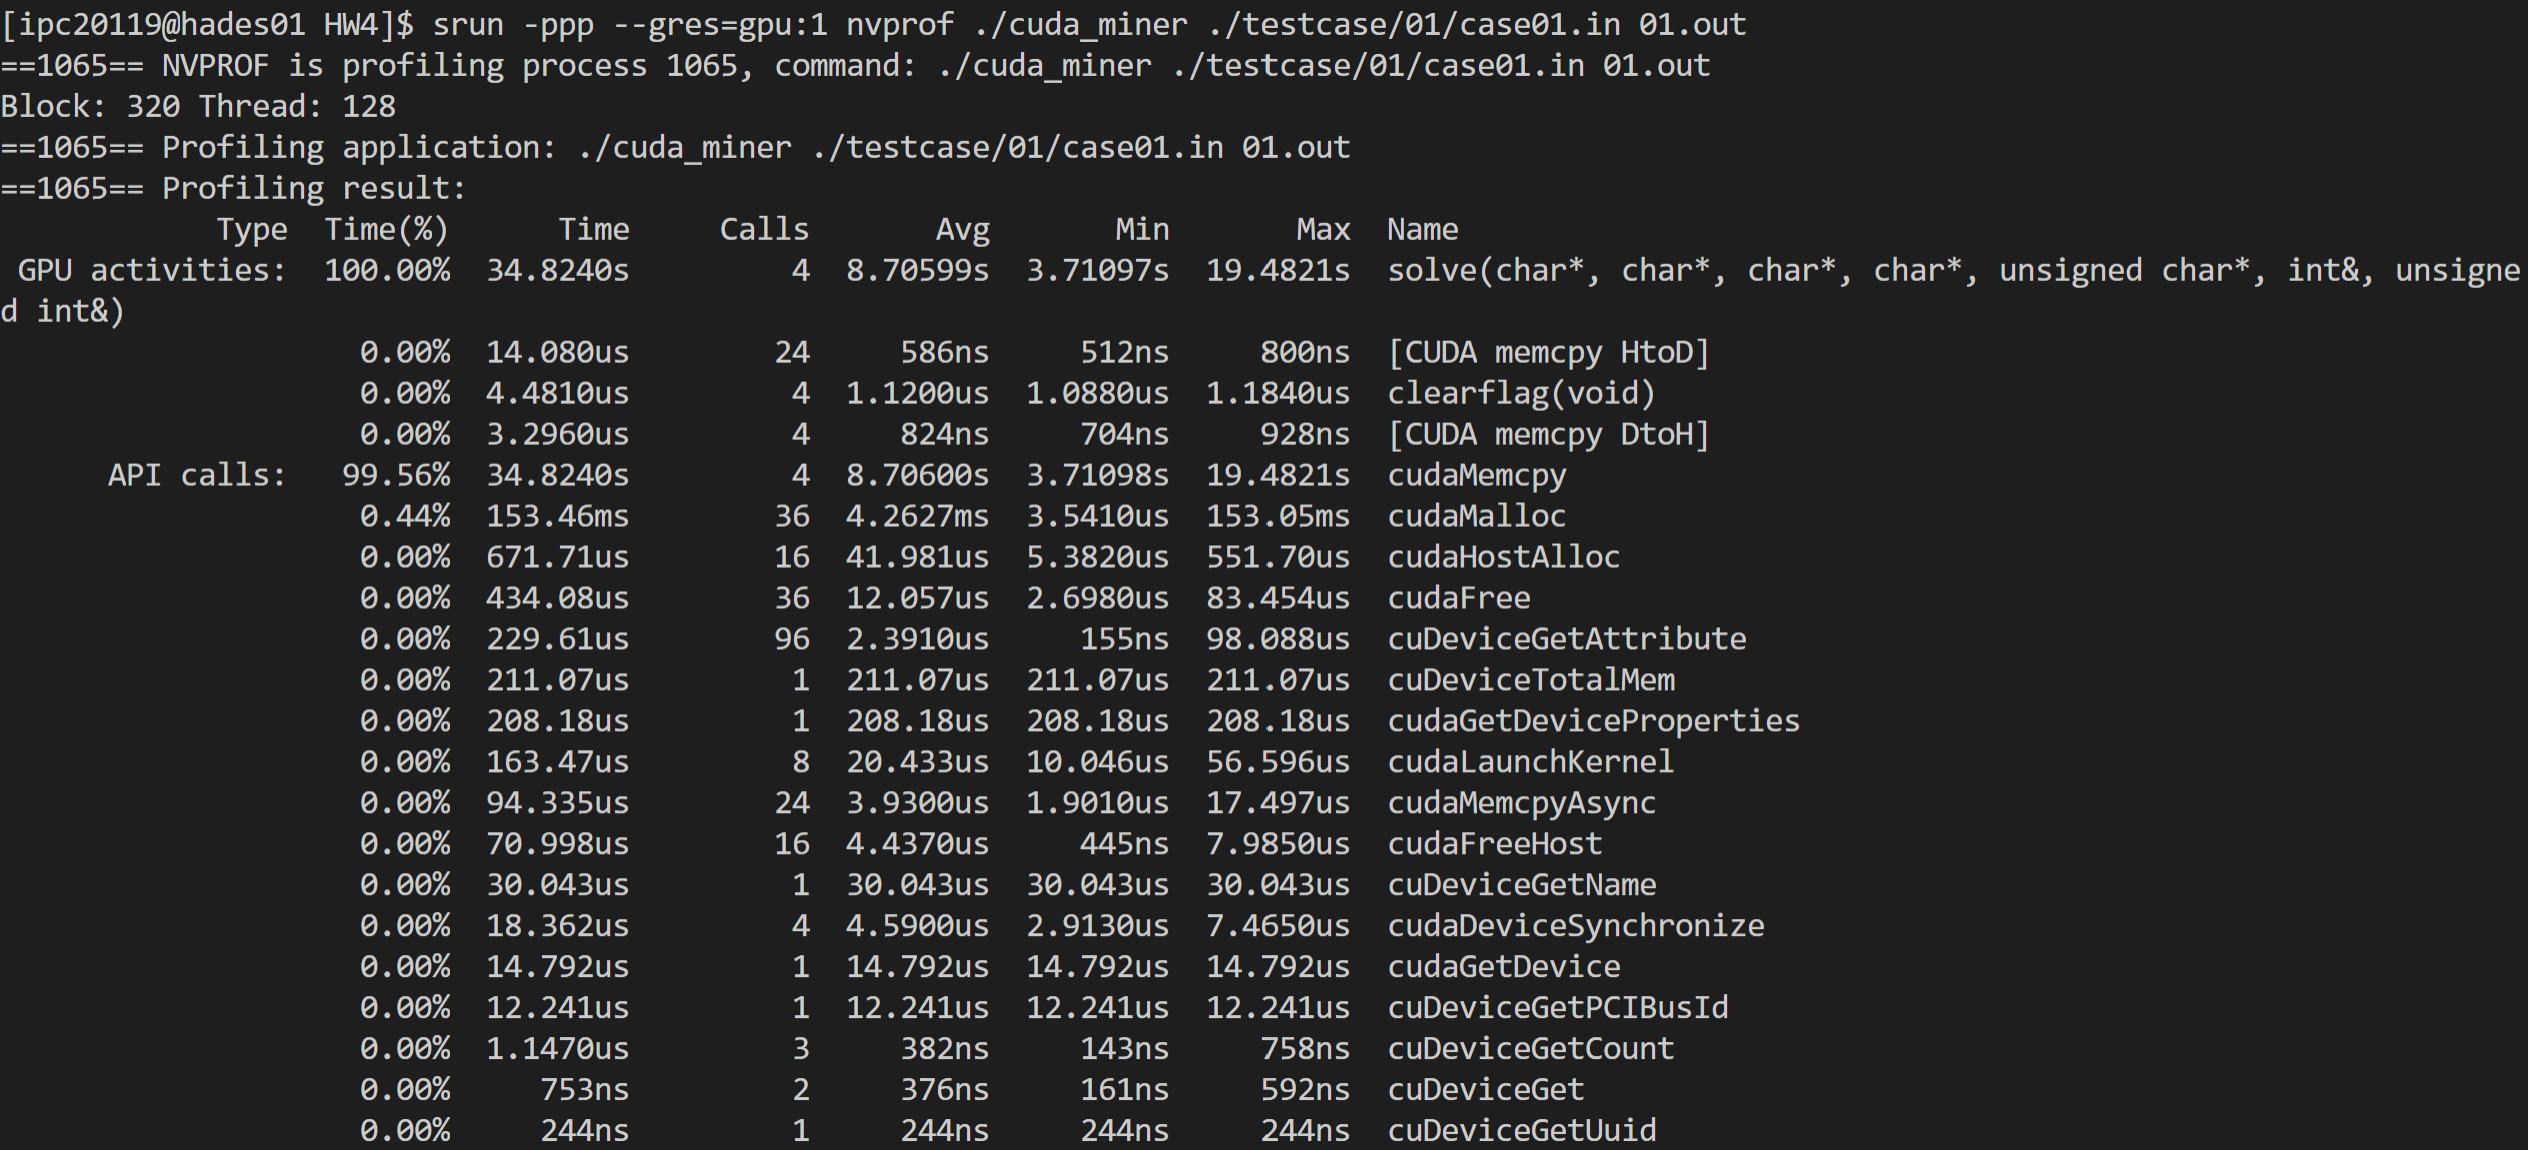 [ipc20119@hades01 HW4]$ srun -ppp --gres=gpu:1 nvprof ./cuda_miner ./testcase/01/case01.in 01.out
==1065== NVPROF is profiling process 1065, command: ./cuda_miner ./testcase/01/case01.in 01.out
Block: 320 Thread: 128
==1065== Profiling application: ./cuda_miner ./testcase/01/case01.in 01.out
==1065== Profiling result:
            Type  Time(%)      Time     Calls       Avg       Min       Max  Name
 GPU activities:  100.00%  34.8240s         4  8.70599s  3.71097s  19.4821s  solve(char*, char*, char*, char*, unsigned char*, int&, unsigne
d int&)
                    0.00%  14.080us        24     586ns     512ns     800ns  [CUDA memcpy HtoD]
                    0.00%  4.4810us         4  1.1200us  1.0880us  1.1840us  clearflag(void)
                    0.00%  3.2960us         4     824ns     704ns     928ns  [CUDA memcpy DtoH]
      API calls:   99.56%  34.8240s         4  8.70600s  3.71098s  19.4821s  cudaMemcpy
                    0.44%  153.46ms        36  4.2627ms  3.5410us  153.05ms  cudaMalloc
                    0.00%  671.71us        16  41.981us  5.3820us  551.70us  cudaHostAlloc
                    0.00%  434.08us        36  12.057us  2.6980us  83.454us  cudaFree
                    0.00%  229.61us        96  2.3910us     155ns  98.088us  cuDeviceGetAttribute
                    0.00%  211.07us         1  211.07us  211.07us  211.07us  cuDeviceTotalMem
                    0.00%  208.18us         1  208.18us  208.18us  208.18us  cudaGetDeviceProperties
                    0.00%  163.47us         8  20.433us  10.046us  56.596us  cudaLaunchKernel
                    0.00%  94.335us        24  3.9300us  1.9010us  17.497us  cudaMemcpyAsync
                    0.00%  70.998us        16  4.4370us     445ns  7.9850us  cudaFreeHost
                    0.00%  30.043us         1  30.043us  30.043us  30.043us  cuDeviceGetName
                    0.00%  18.362us         4  4.5900us  2.9130us  7.4650us  cudaDeviceSynchronize
                    0.00%  14.792us         1  14.792us  14.792us  14.792us  cudaGetDevice
                    0.00%  12.241us         1  12.241us  12.241us  12.241us  cuDeviceGetPCIBusId
                    0.00%  1.1470us         3     382ns     143ns     758ns  cuDeviceGetCount
                    0.00%     753ns         2     376ns     161ns     592ns  cuDeviceGet
                    0.00%     244ns         1     244ns     244ns     244ns  cuDeviceGetUuid